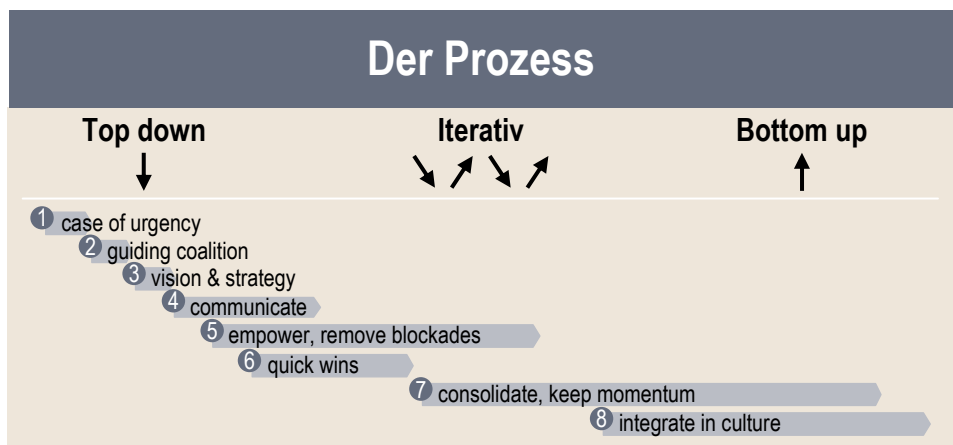 Der Prozess
Top down Iterativ Bottom up
1 case of urgency
2 guiding coalition
3 vision & strategy
4 communicate
5 empower, remove blockades
6 quick wins
7 consolidate, keep momentum
8 integrate in culture